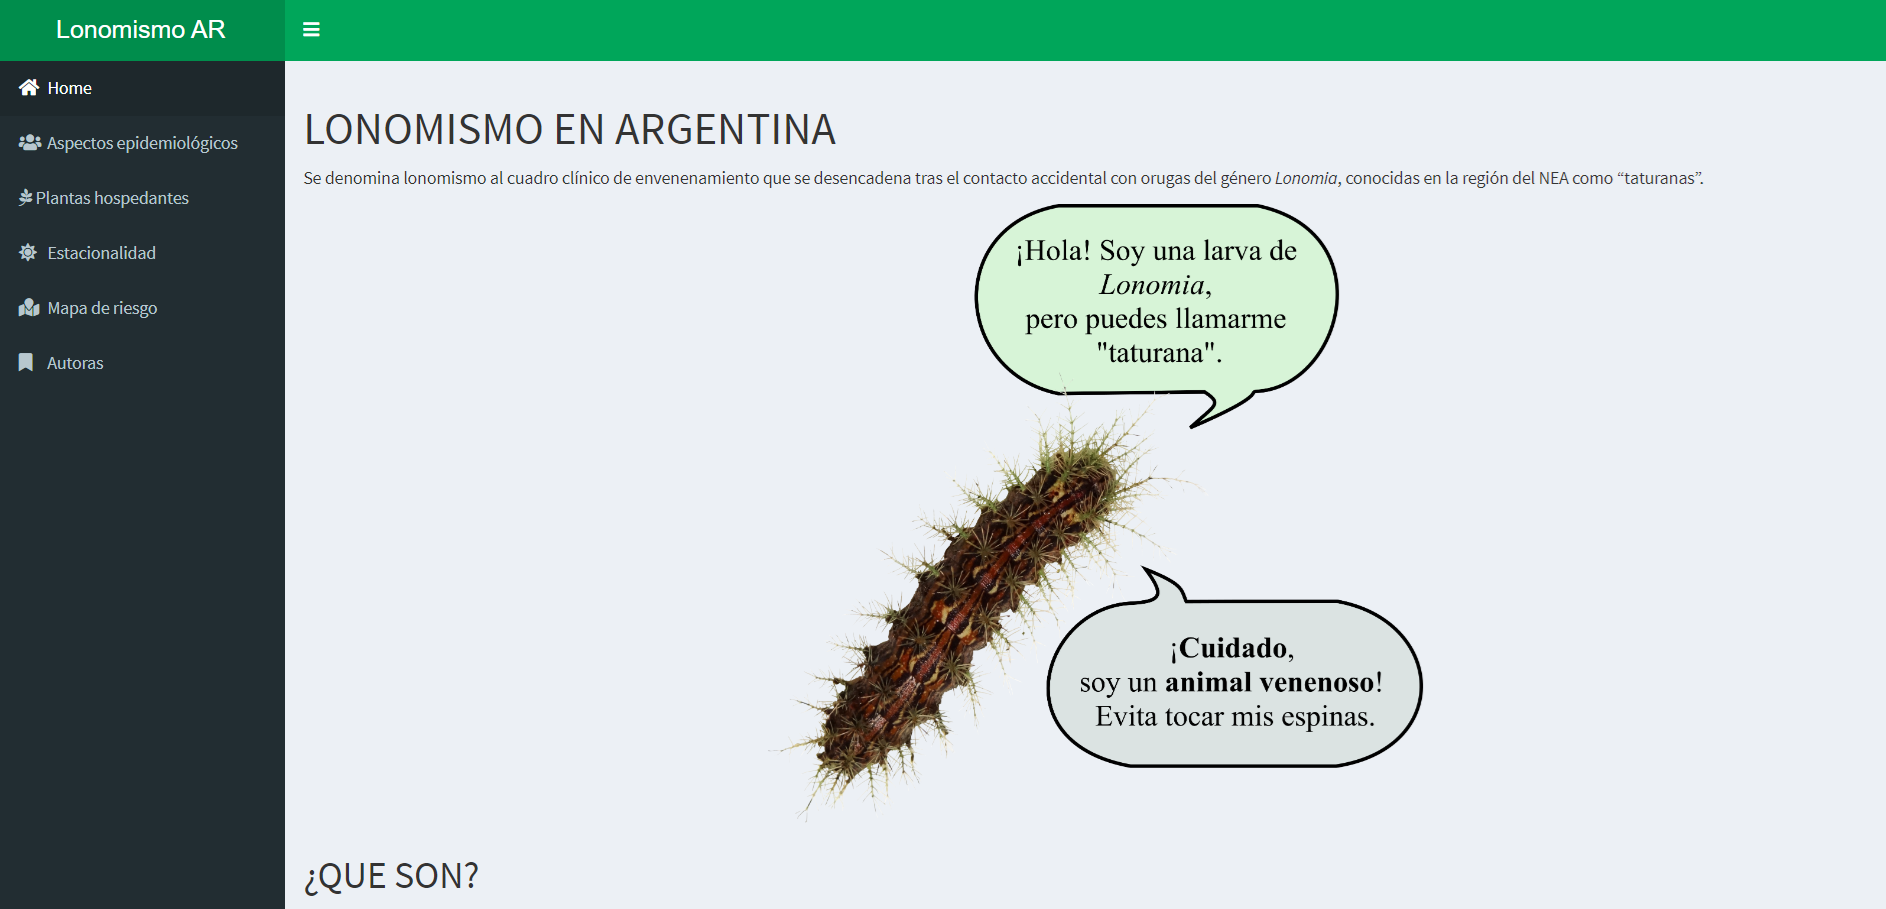 Lonomismo AR
Home
Aspectos epidemiológicos
Plantas hospedantes
Estacionalidad
Mapa de riesgo
Autoras
LONOMISMO EN ARGENTINA
Se denomina lonomismo al cuadro clínico de envenenamiento que se desencadena tras el contacto accidental con orugas del género Lonomia, conocidas en la región del NEA como “taturanas”.
¡Hola! Soy una larva de
Lonomia,
pero puedes llamarme
"taturana".
¡Cuidado,
soy un animal venenoso!
Evita tocar mis espinas.
¿QUE SON?